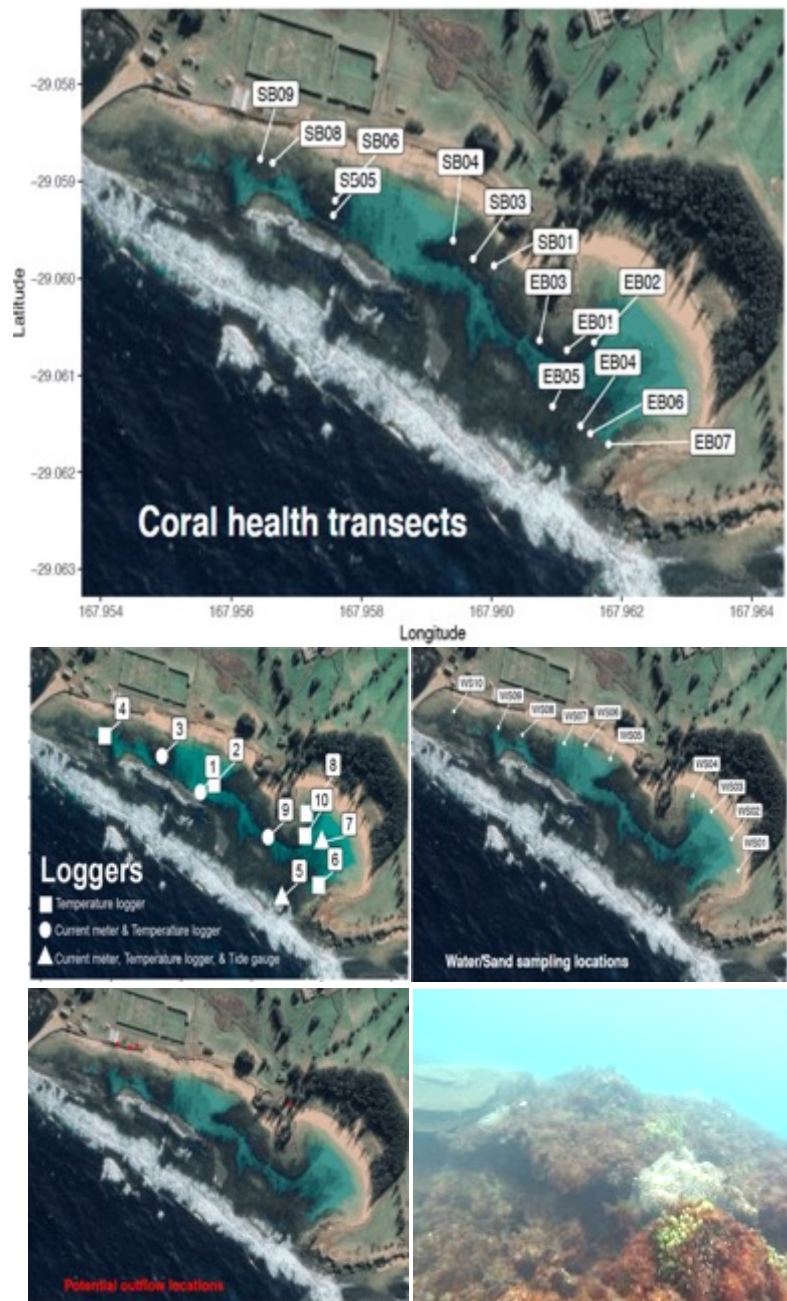 -29.058
-29.059
-29.060
-29.061
-29.062
-29.063
Latitude
SB09
SB08
SB06
SB05
SB04
SB03
SB01
EB03
EB02
EB01
EB04
EB05
EB06
EB07
Coral health transects
167.954 167.956 167.958 167.960 167.962 167.964
Longitude
4
3
2
1
8
10
9
7
5
6
Loggers
Temperature logger
Current meter & Temperature logger
Current meter, Temperature logger, & Tide gauge
WS10
WS09
WS08
WS07
WS06
WS05
WS04
WS03
WS02
WS01
Water/Sand sampling locations
Potential outflow locations